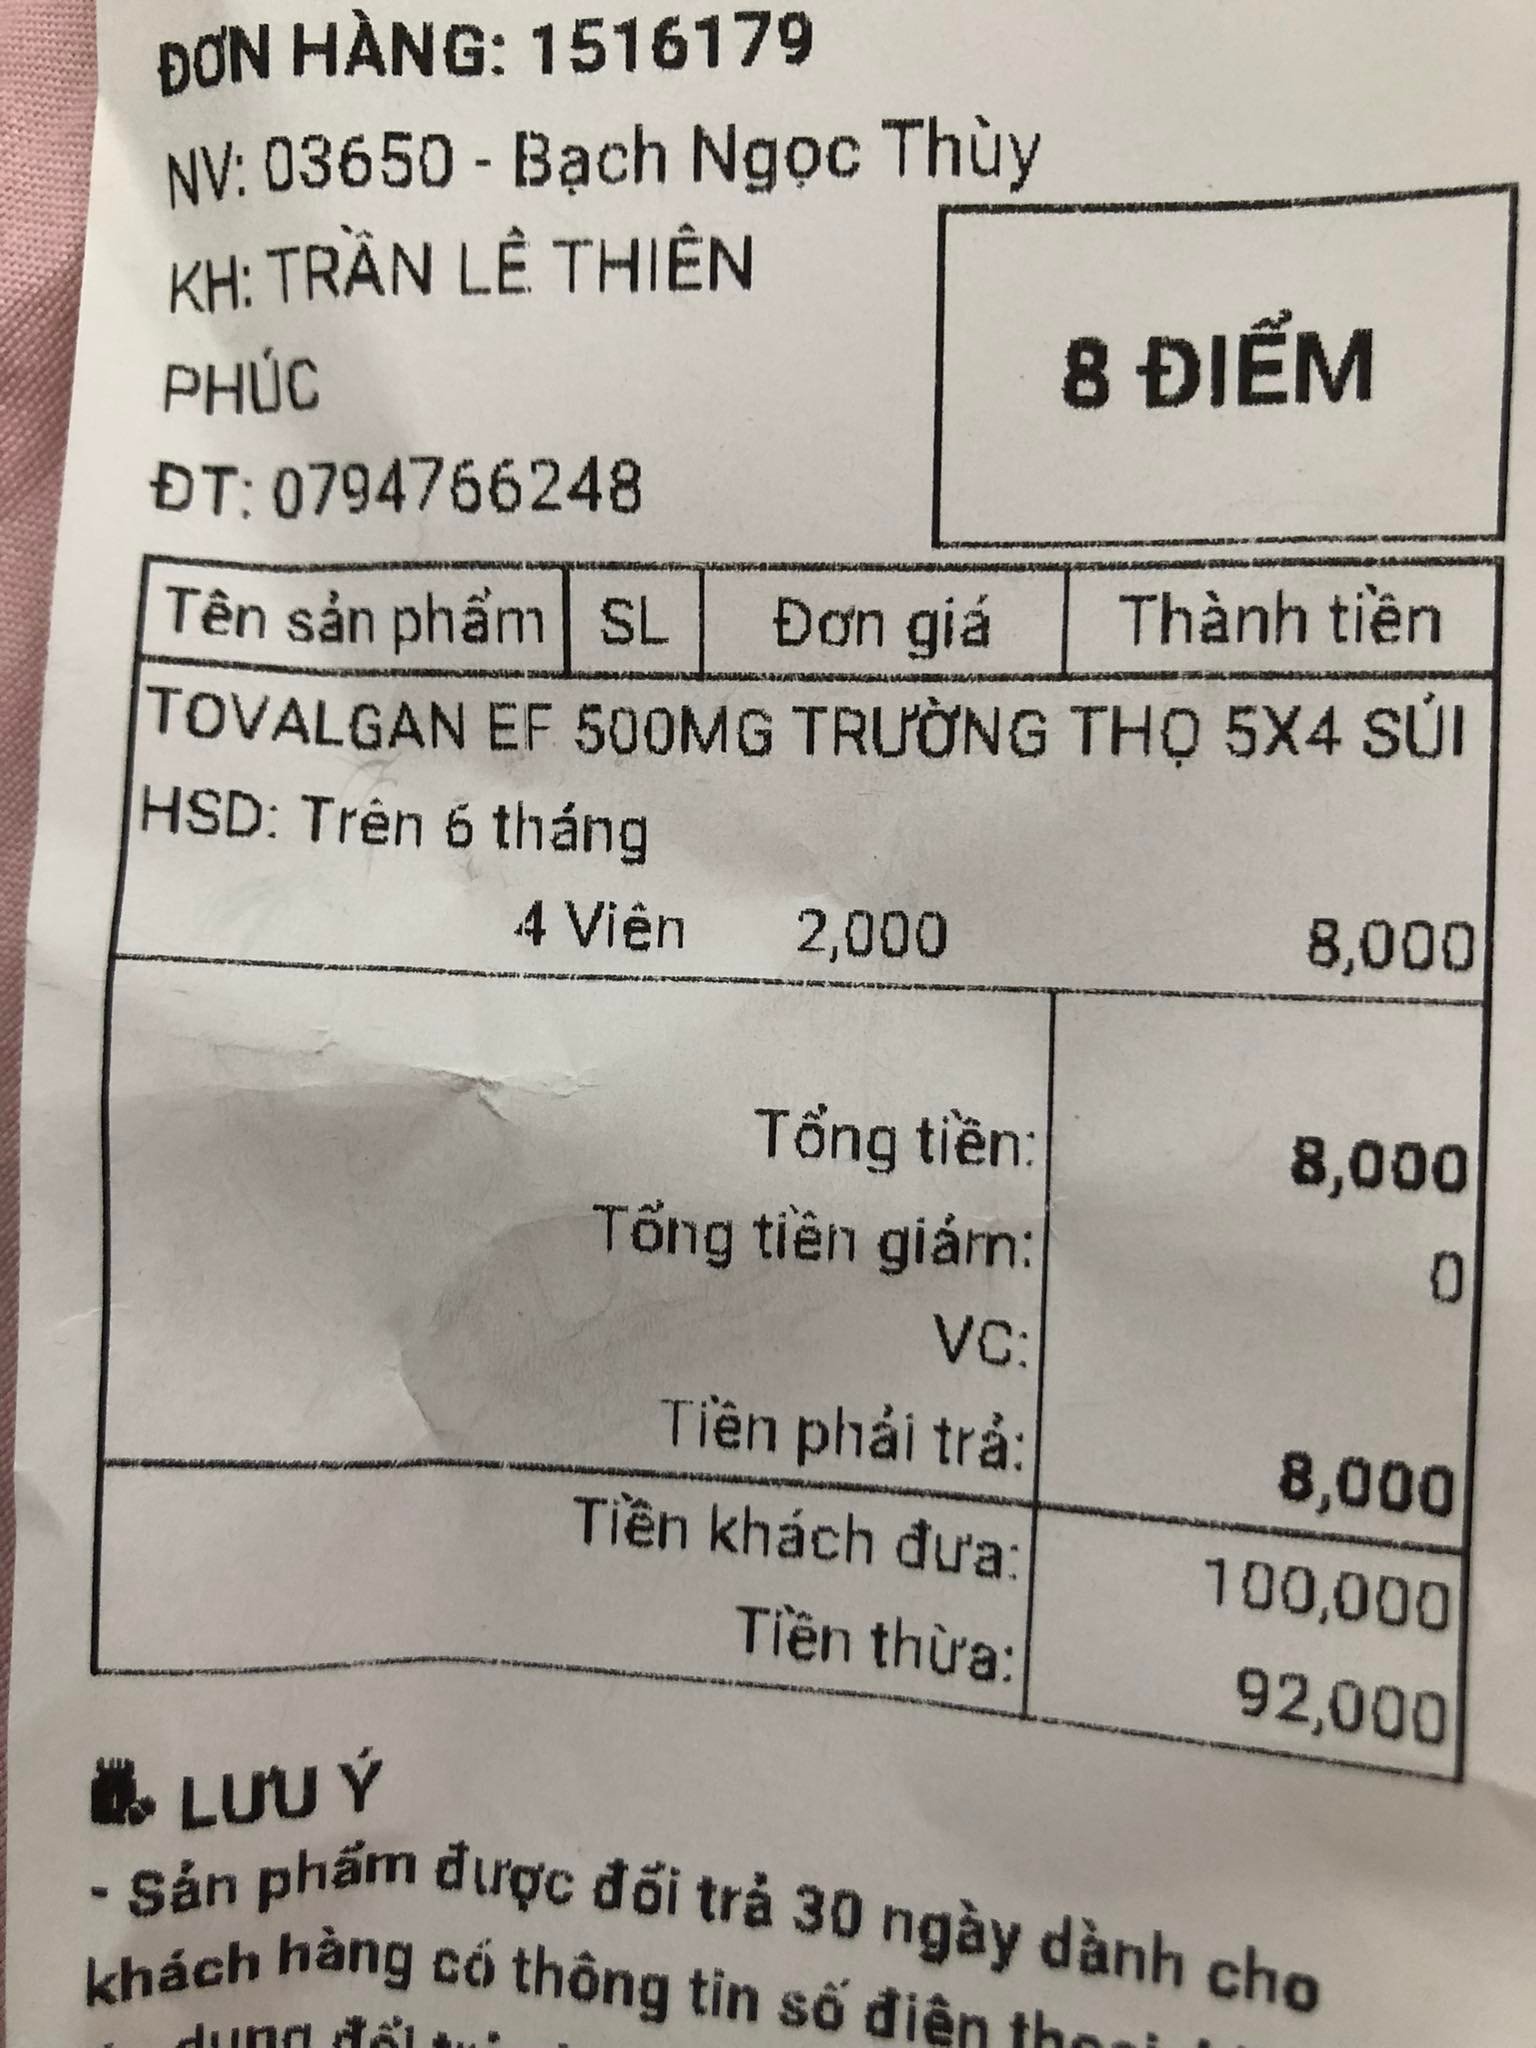 ĐƠN HÀNG: 1516179
NV: 03650 - Bạch Ngọc Thùy
KH: TRẦN LÊ THIÊN
PHÚC
8 ĐIỂM
ĐT: 0794766248
Tên sản phẩm SL Đơn giá Thành tiền
TOVALGAN EF 500MG TRƯỜNG THỌ 5X4 SỦI
HSD: Trên 6 tháng
4 Viên 2,000 8,000
Tổng tiền: 8,000
Tổng tiền giảm: 0
VC:
Tiền phải trả: 8,000
Tiền khách đưa: 100,000
Tiền thừa: 92,000
LƯU Ý
- Sản phẩm được đổi trả 30 ngày dành cho
khách hàng có thông tin số điện thoại
dụng đổi